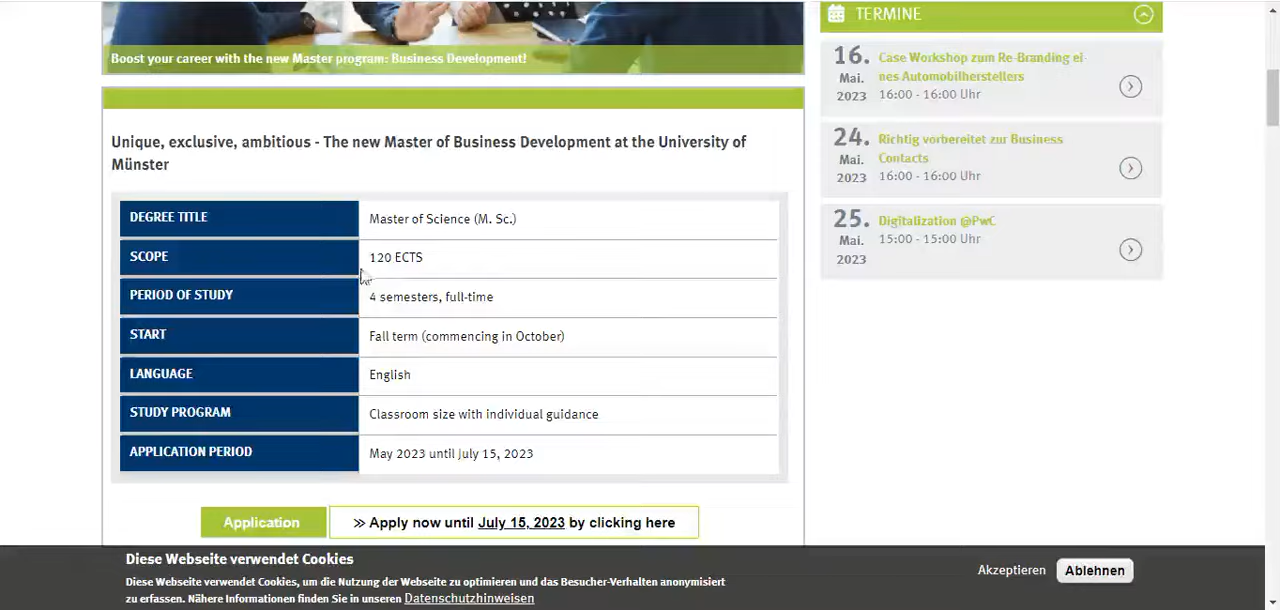 Boost your career with the new Master program: Business Development!
Unique, exclusive, ambitious - The new Master of Business Development at the University of
Münster
DEGREE TITLE Master of Science (M. Sc.)
SCOPE 120 ECTS
PERIOD OF STUDY 4 semesters, full-time
START Fall term (commencing in October)
LANGUAGE English
STUDY PROGRAM Classroom size with individual guidance
APPLICATION PERIOD May 2023 until July 15, 2023
Application >> Apply now until July 15, 2023 by clicking here
TERMINE
16.
Mai.
2023
Case Workshop zum Re-Branding ei-
nes Automobilherstellers
16:00 - 16:00 Uhr
24.
Mai.
2023
Richtig vorbereitet zur Business
Contacts
16:00 - 16:00 Uhr
25.
Mai.
2023
Digitalization @PwC
15:00 - 15:00 Uhr
Diese Webseite verwendet Cookies
Diese Webseite verwendet Cookies, um die Nutzung der Webseite zu optimieren und das Besucher-Verhalten anonymisiert
zu erfassen. Nähere Informationen finden Sie in unseren Datenschutzhinweisen
Akzeptieren Ablehnen